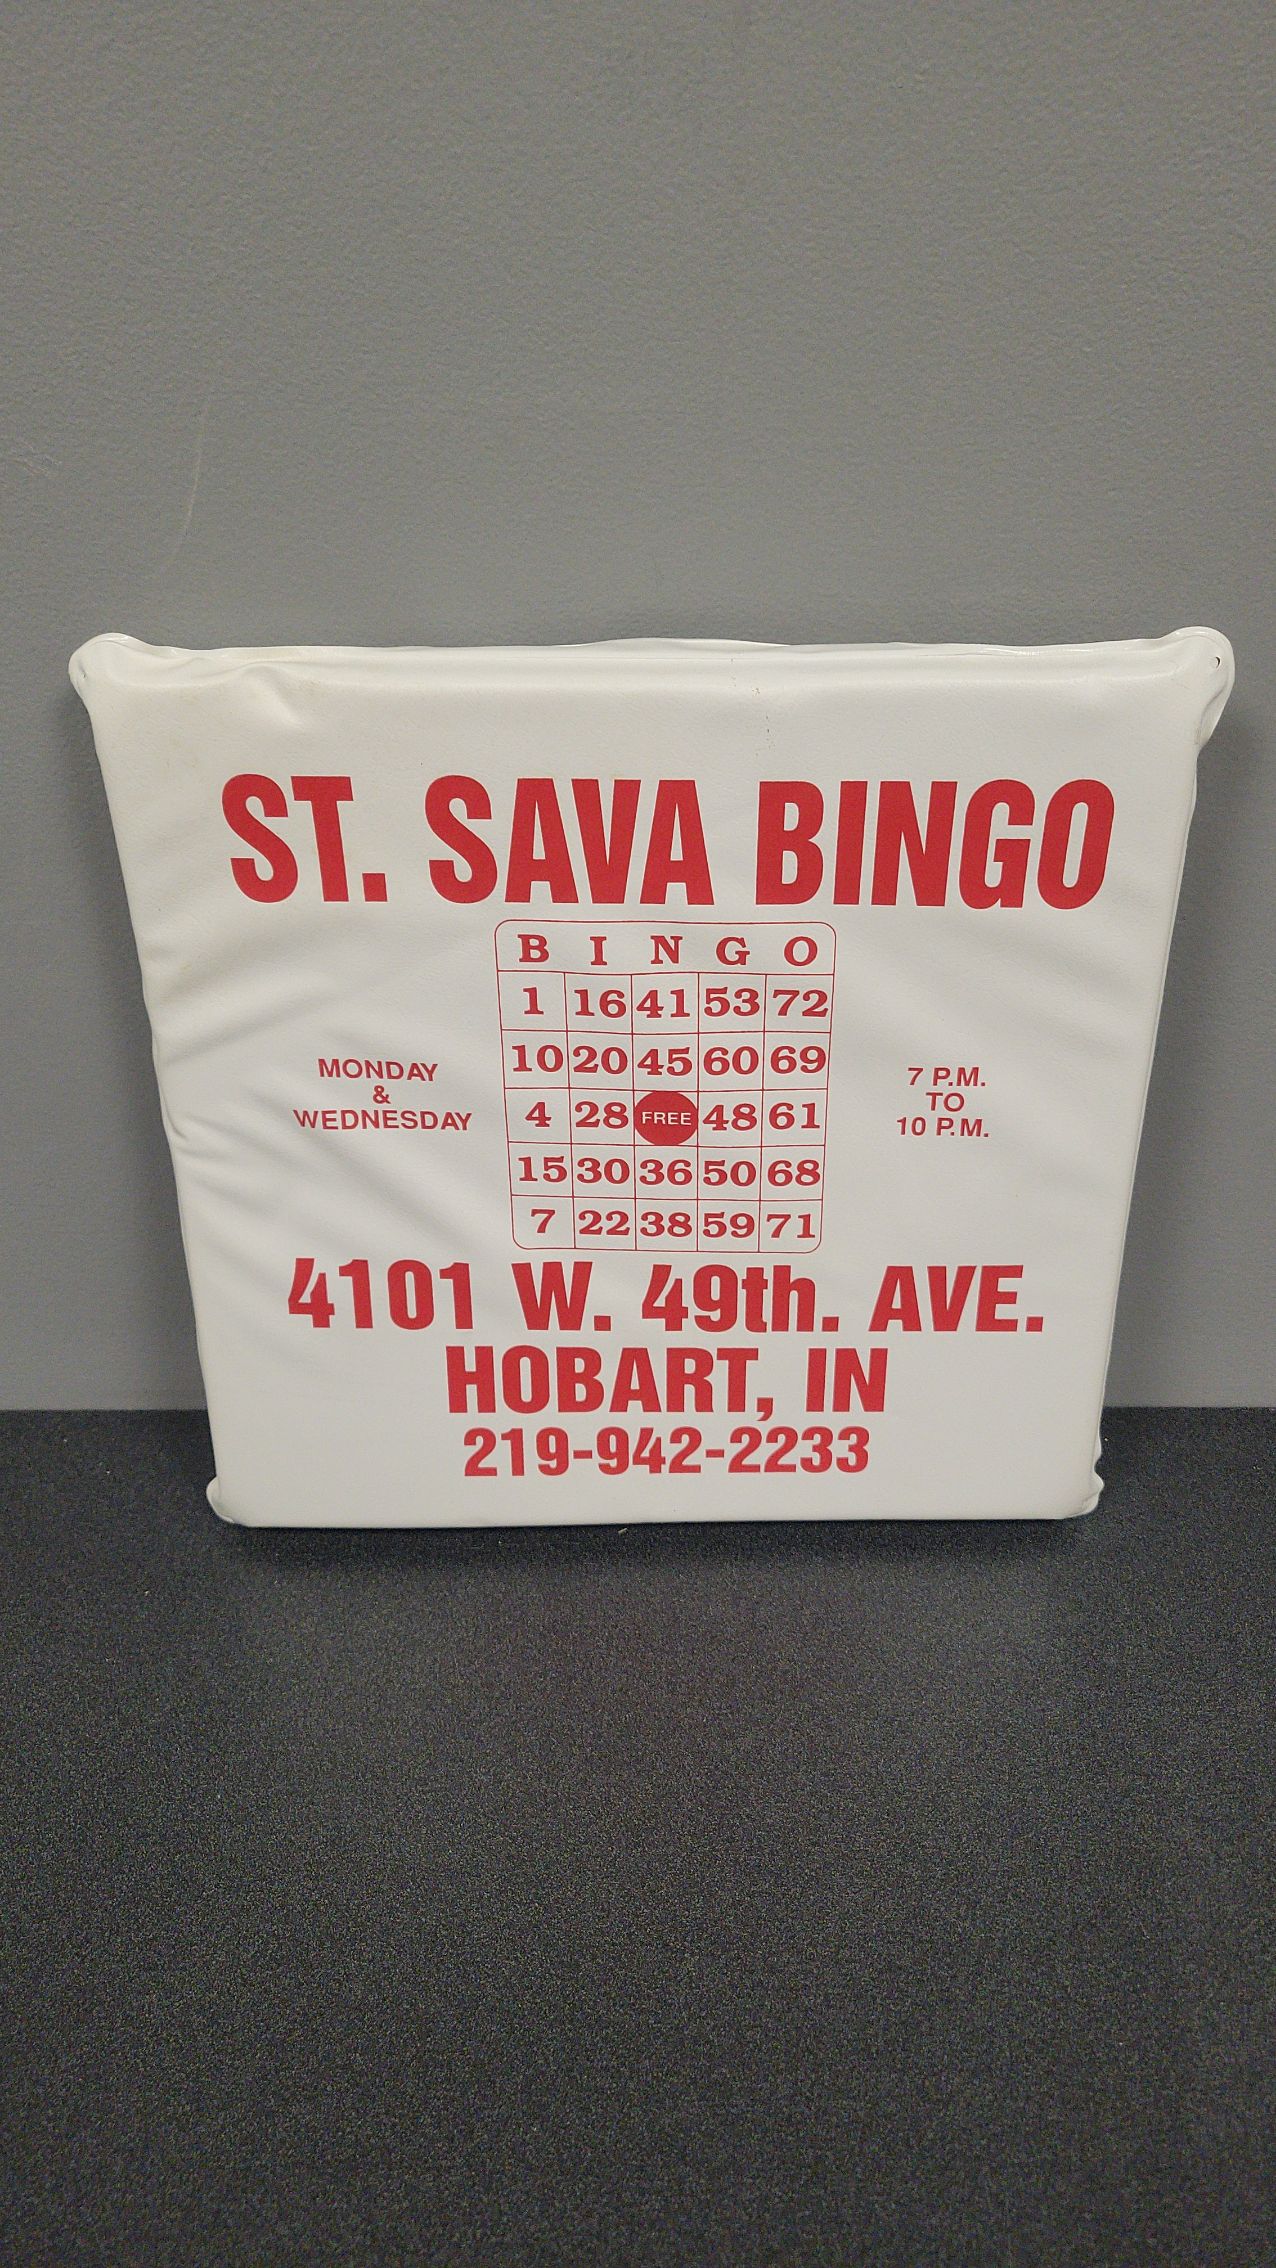 ST. SAVA BINGO
B I N G O
1 16 41 53 72
10 20 45 60 69
4 28 FREE 48 61
15 30 36 50 68
7 22 38 59 71
MONDAY
&
WEDNESDAY
7 P.M.
TO
10 P.M.
4101 W. 49th. AVE.
HOBART, IN
219-942-2233